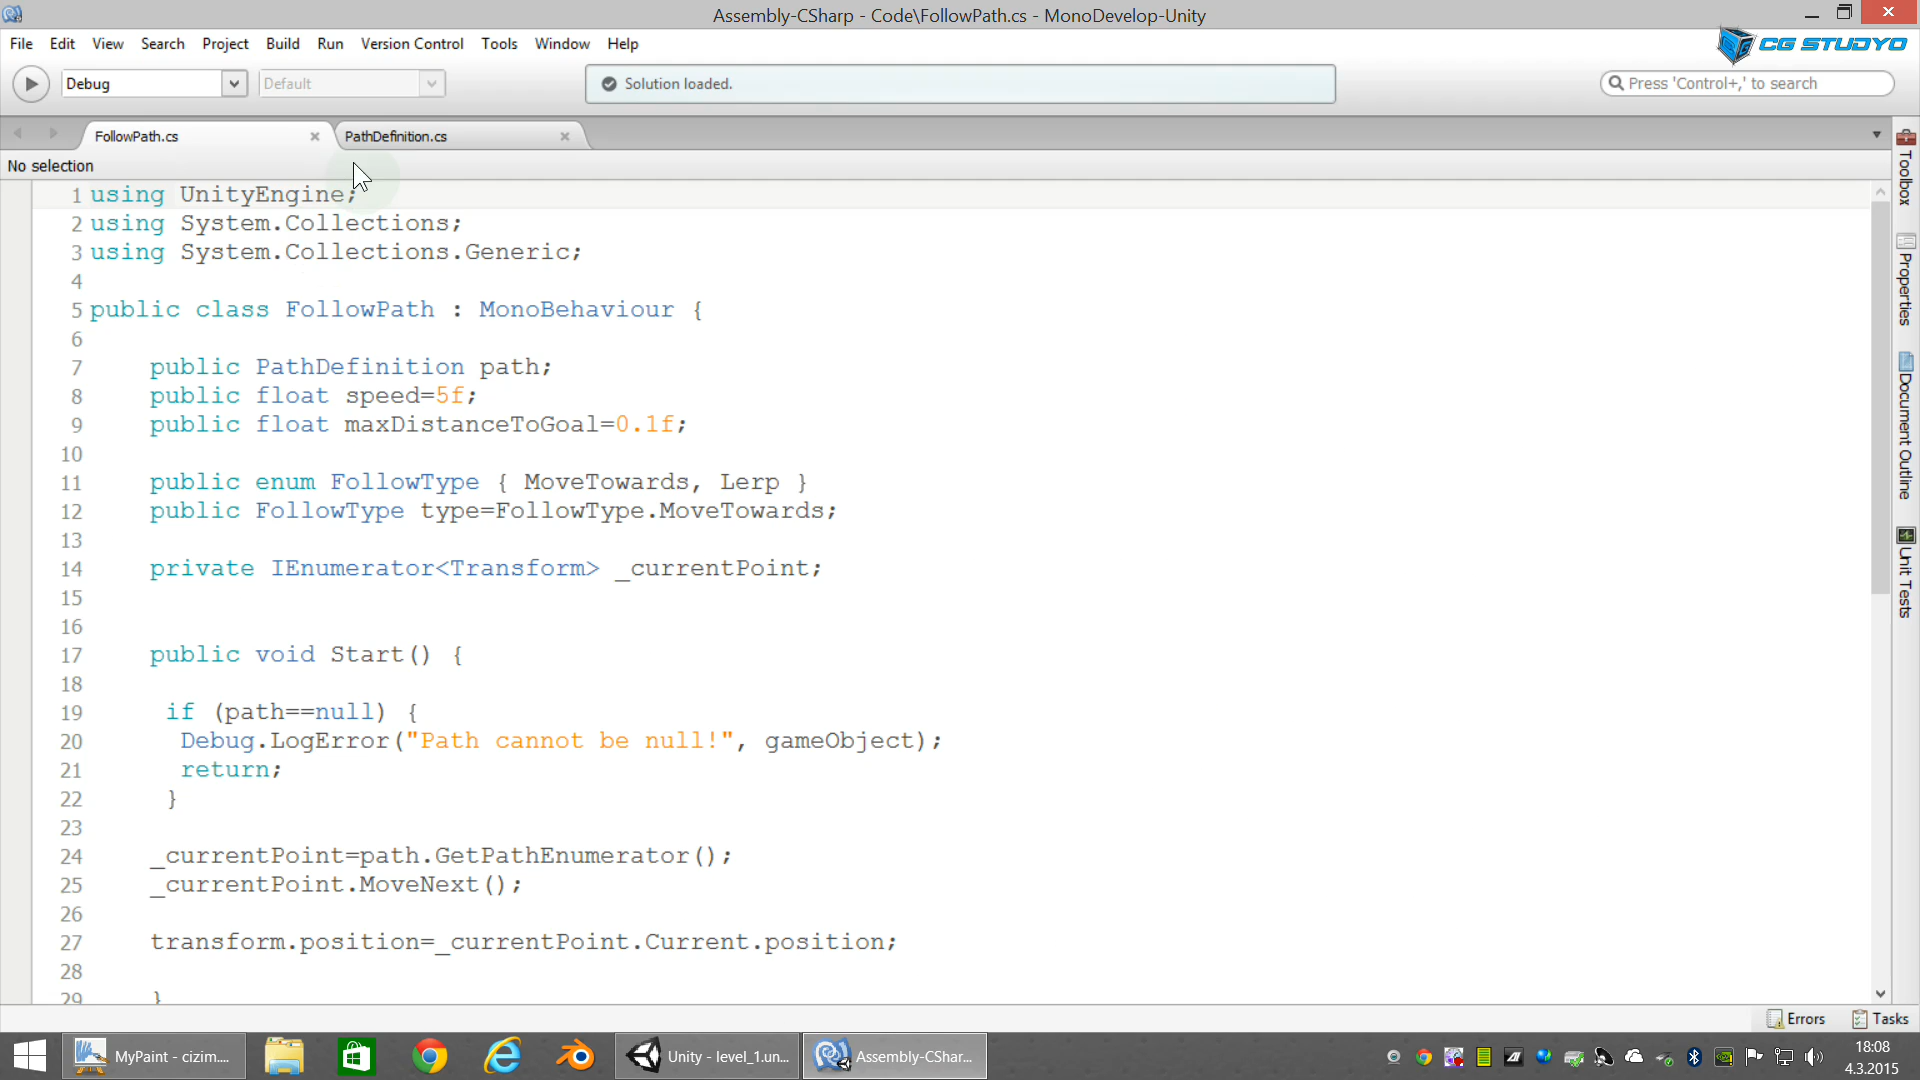 Assembly-CSharp - Code\FollowPath.cs - MonoDevelop-Unity
File Edit View Search Project Build Run Version Control Tools Window Help
CG STUDYO
Debug Default Solution loaded. Press 'Control+,' to search
FollowPath.cs PathDefinition.cs
No selection
1 using UnityEngine;
2 using System.Collections;
3 using System.Collections.Generic;
4
5 public class FollowPath : MonoBehaviour {
6
7 public PathDefinition path;
8 public float speed=5f;
9 public float maxDistanceToGoal=0.1f;
10
11 public enum FollowType { MoveTowards, Lerp }
12 public FollowType type=FollowType.MoveTowards;
13
14 private IEnumerator<Transform> _currentPoint;
15
16
17 public void Start() {
18
19 if (path==null) {
20 Debug.LogError("Path cannot be null!", gameObject);
21 return;
22 }
23
24 _currentPoint=path.GetPathEnumerator();
25 _currentPoint.MoveNext();
26
27 transform.position=_currentPoint.Current.position;
28
29 }
Toolbox
Properties
Document Outline
Unit Tests
Errors Tasks
MyPaint - cizim.... Unity - level_1.un... Assembly-CShar...
18:08
4.3.2015